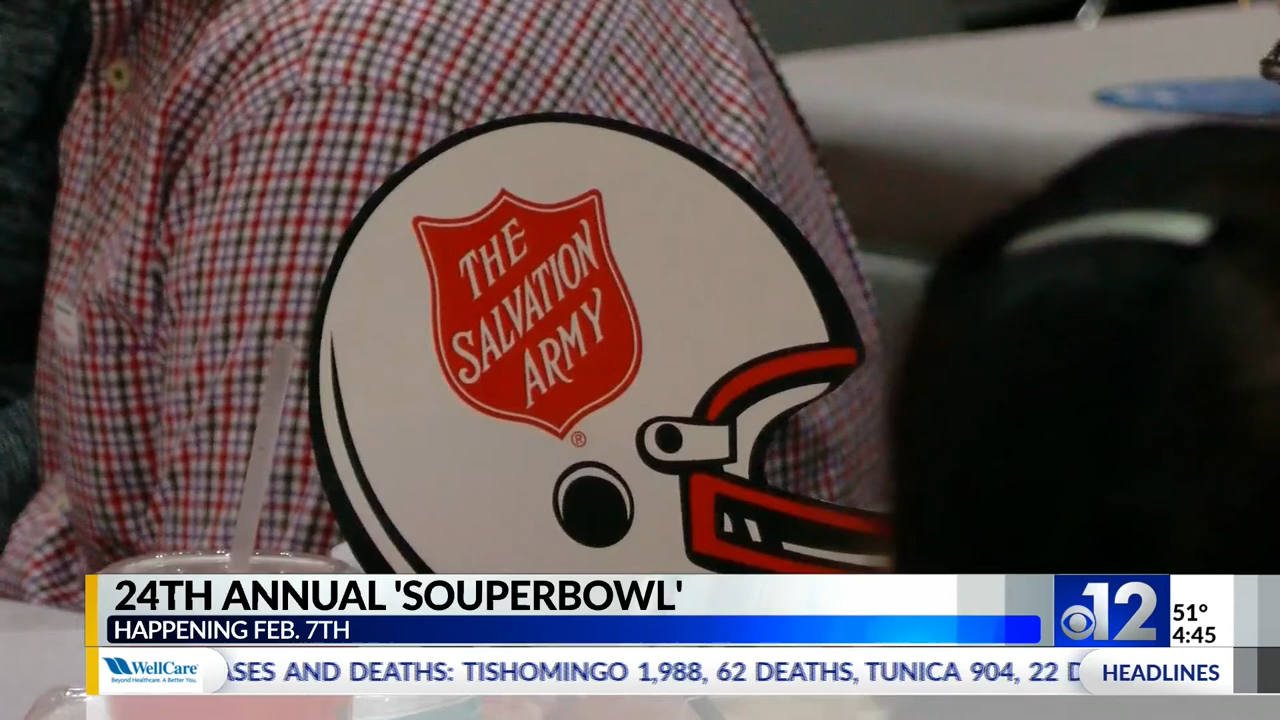 THE
SALVATION
ARMY
®
24TH ANNUAL 'SOUPERBOWL'
HAPPENING FEB. 7TH
12
51°
4:45
WellCare
Beyond Healthcare. A Better You.
ASES AND DEATHS: TISHOMINGO 1,988, 62 DEATHS, TUNICA 904, 22 D
HEADLINES